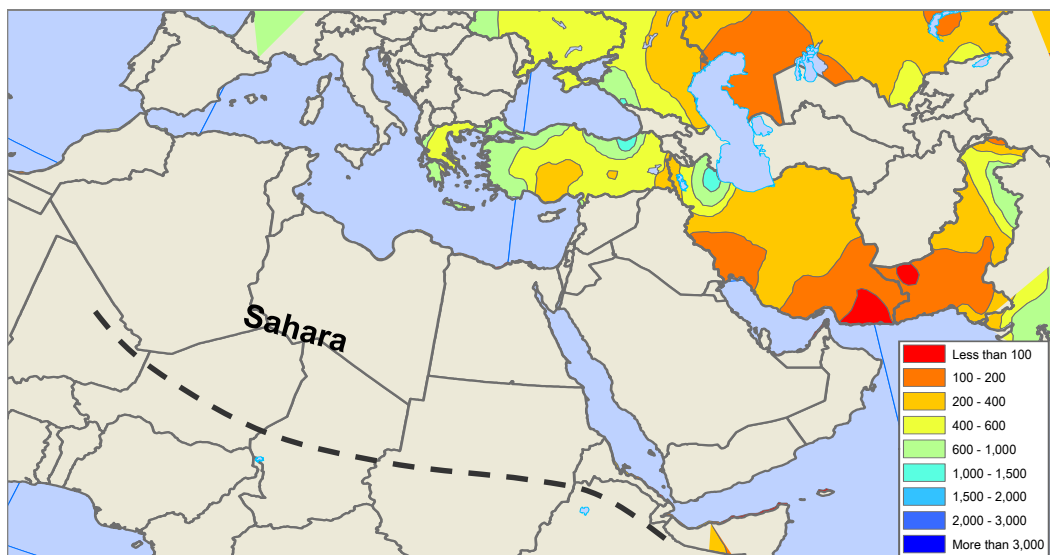 Sahara
Less than 100
100 - 200
200 - 400
400 - 600
600 - 1,000
1,000 - 1,500
1,500 - 2,000
2,000 - 3,000
More than 3,000